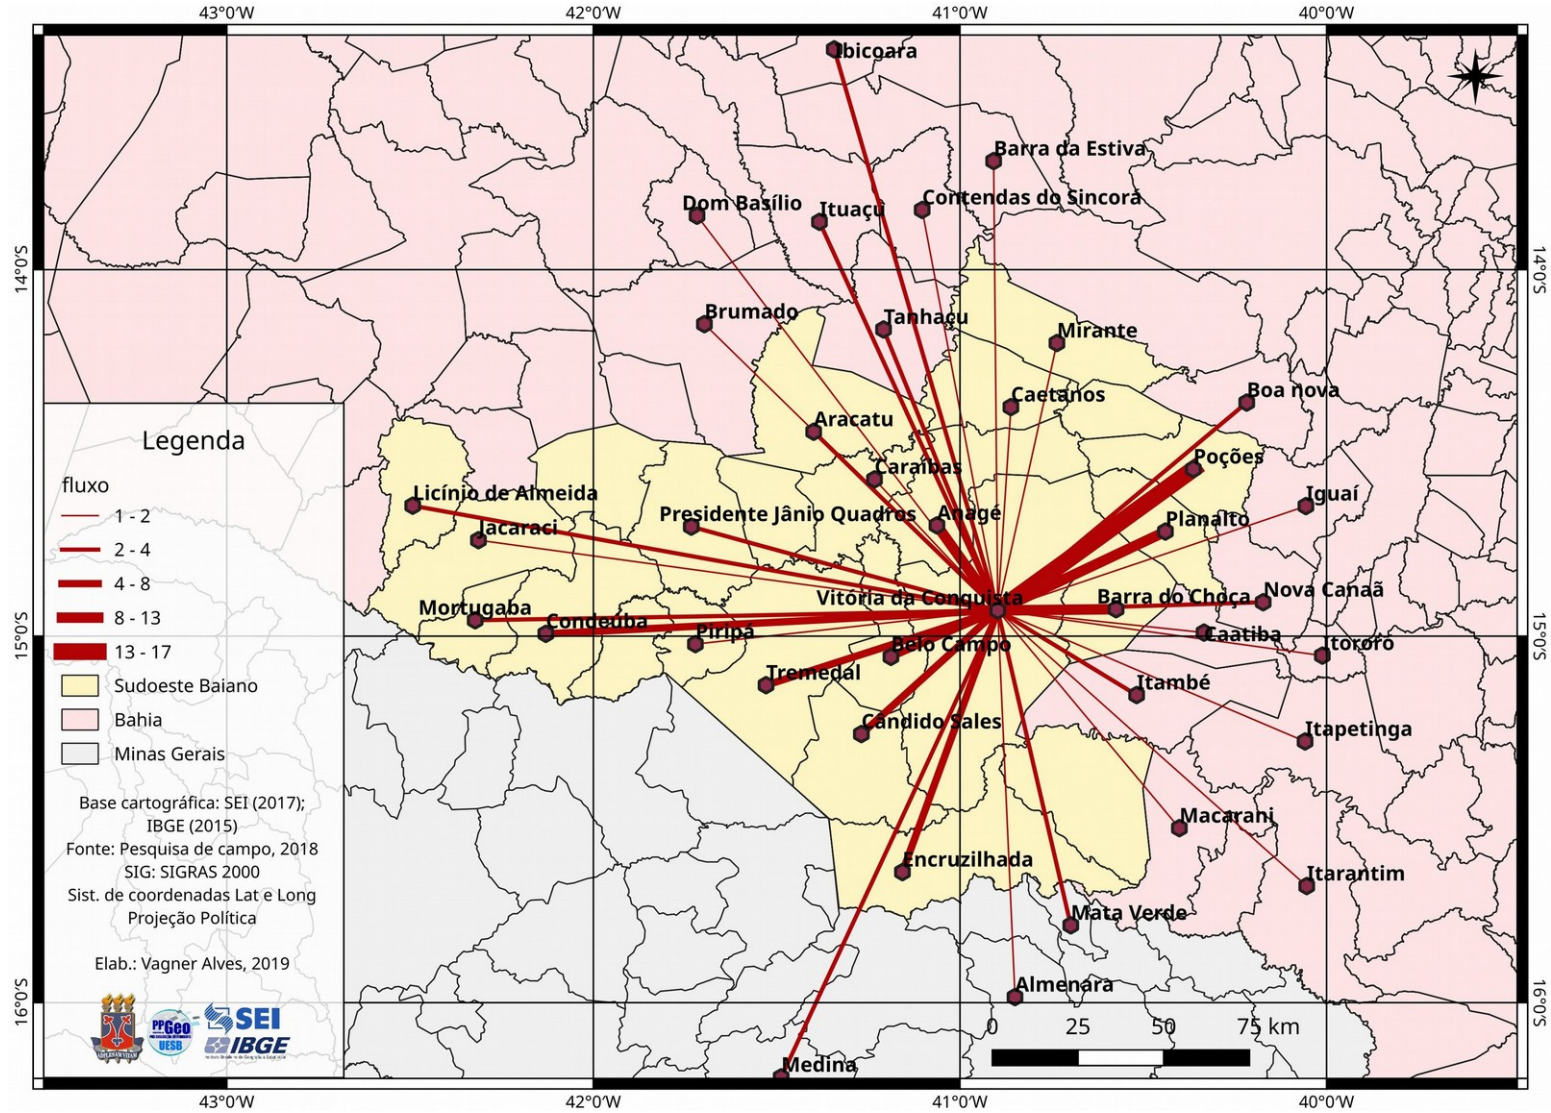 43°0'W
42°0'W
41°0'W
40°0'W
Ibicoara
Barra da Estiva
Contendas do Sincorá
Dom Basílio
Ituaçu
14°0'S
14°0'S
Brumado
Tanhaçu
Mirante
Boa nova
Caetanos
Aracatu
Poções
Caraíbas
Iguaí
Licínio de Almeida
Presidente Jânio Quadros
Anagé
Planalto
Jacaraci
Nova Canaã
Barra do Choça
Vitória da Conquista
Mortugaba
Condeúba
Piripá
Caatiba
15°0'S
15°0'S
Belo Campo
Itororó
Tremedal
Itambé
Cândido Sales
Itapetinga
Macarani
Encruzilhada
Itarantim
Mata Verde
Almenara
16°0'S
16°0'S
Medina
0 25 50 75 km
Legenda
fluxo
1 - 2
2 - 4
4 - 8
8 - 13
13 - 17
Sudoeste Baiano
Bahia
Minas Gerais
Base cartográfica: SEI (2017);
IBGE (2015)
Fonte: Pesquisa de campo, 2018
SIG: SIGRAS 2000
Sist. de coordenadas Lat e Long
Projeção Política
Elab.: Vagner Alves, 2019
PPGeo
UESB
SEI
IBGE
43°0'W
42°0'W
41°0'W
40°0'W